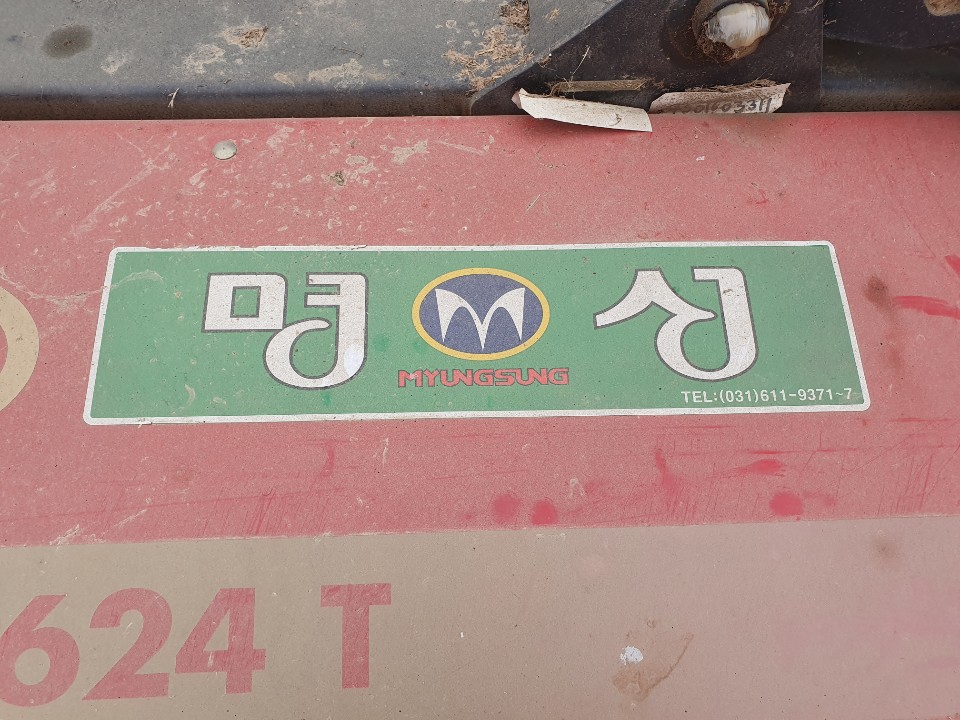 명 성
MYUNGSUNG
TEL:(031)611-9371~7
624 T